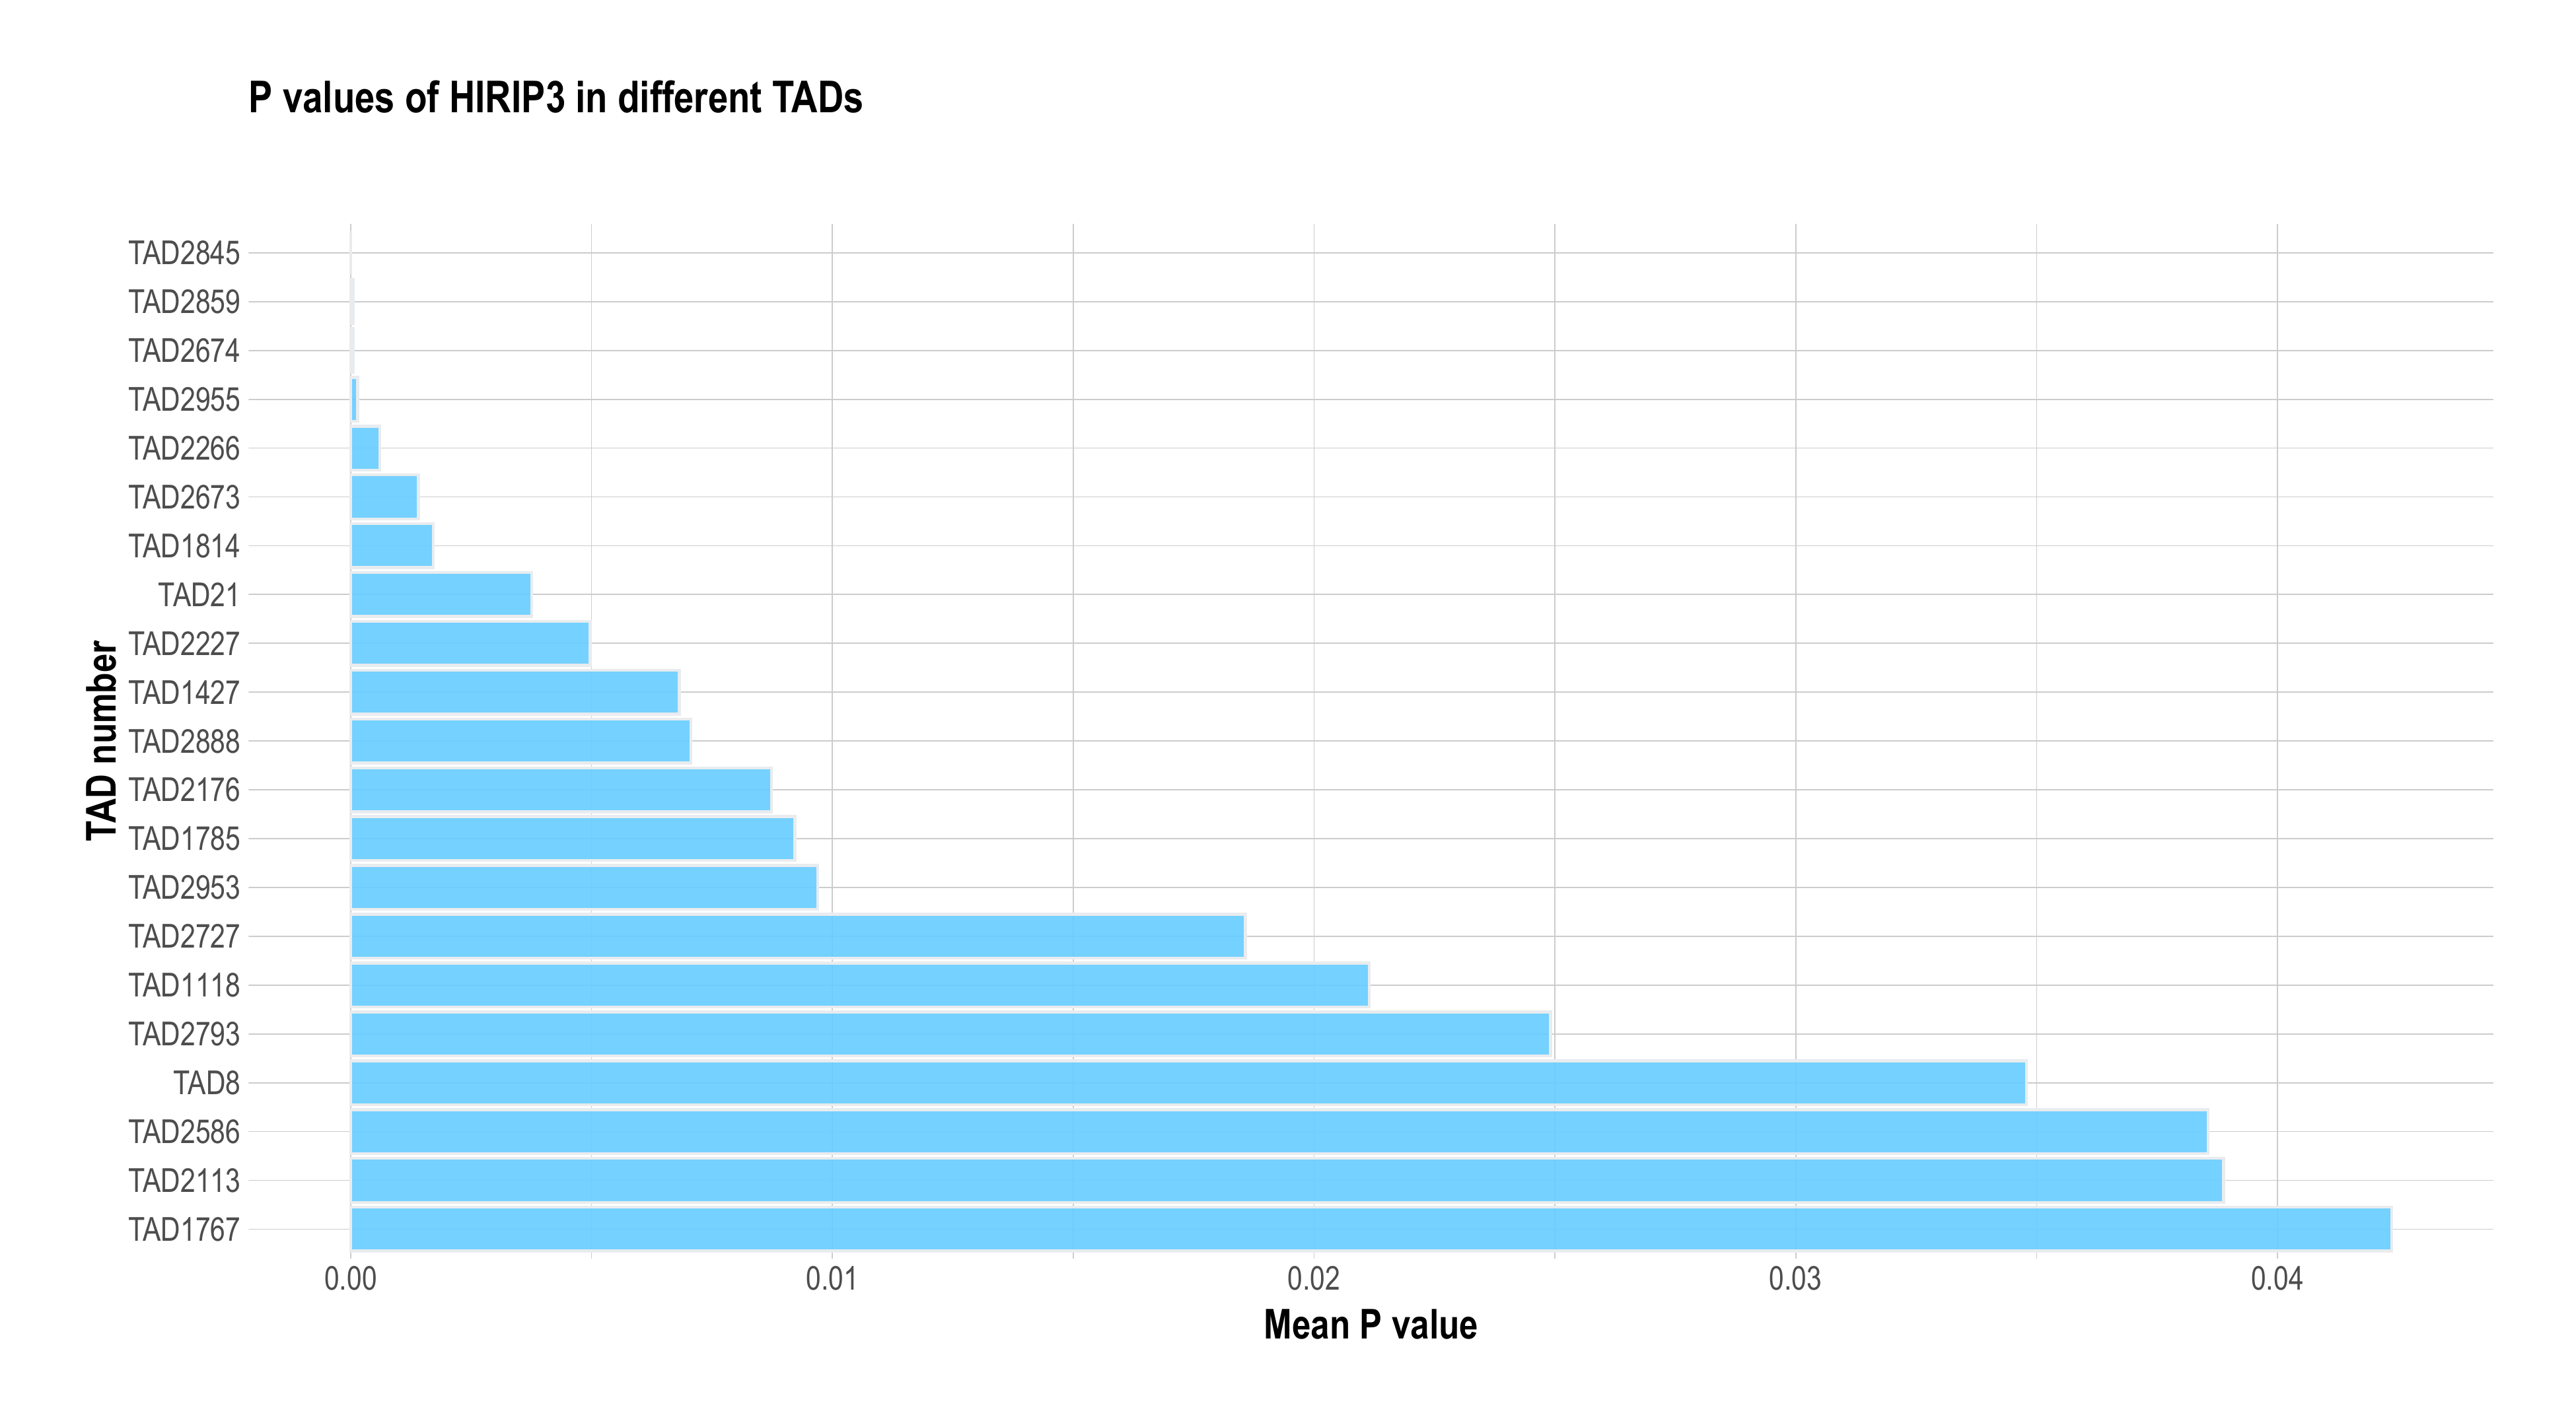 P values of HIRIP3 in different TADs
TAD number
TAD2845
TAD2859
TAD2674
TAD2955
TAD2266
TAD2673
TAD1814
TAD21
TAD2227
TAD1427
TAD2888
TAD2176
TAD1785
TAD2953
TAD2727
TAD1118
TAD2793
TAD8
TAD2586
TAD2113
TAD1767
0.00 0.01 0.02 0.03 0.04
Mean P value